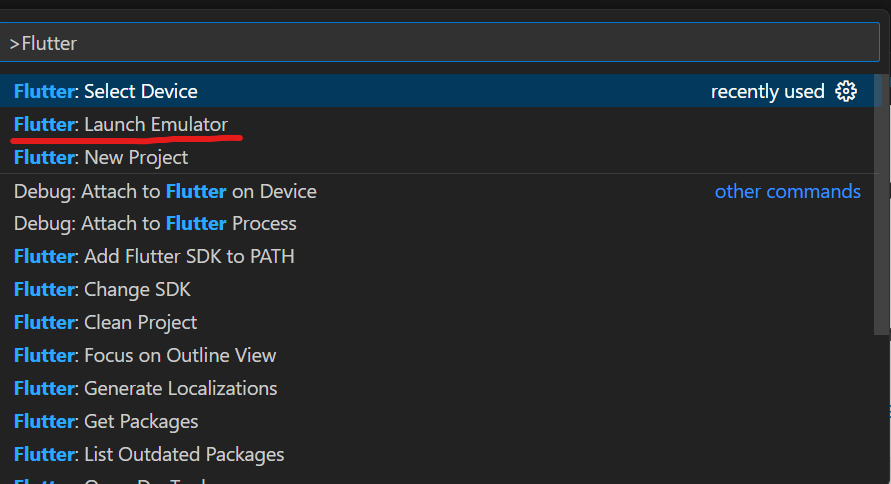 >Flutter
Flutter: Select Device recently used
Flutter: Launch Emulator
Flutter: New Project
Debug: Attach to Flutter on Device other commands
Debug: Attach to Flutter Process
Flutter: Add Flutter SDK to PATH
Flutter: Change SDK
Flutter: Clean Project
Flutter: Focus on Outline View
Flutter: Generate Localizations
Flutter: Get Packages
Flutter: List Outdated Packages